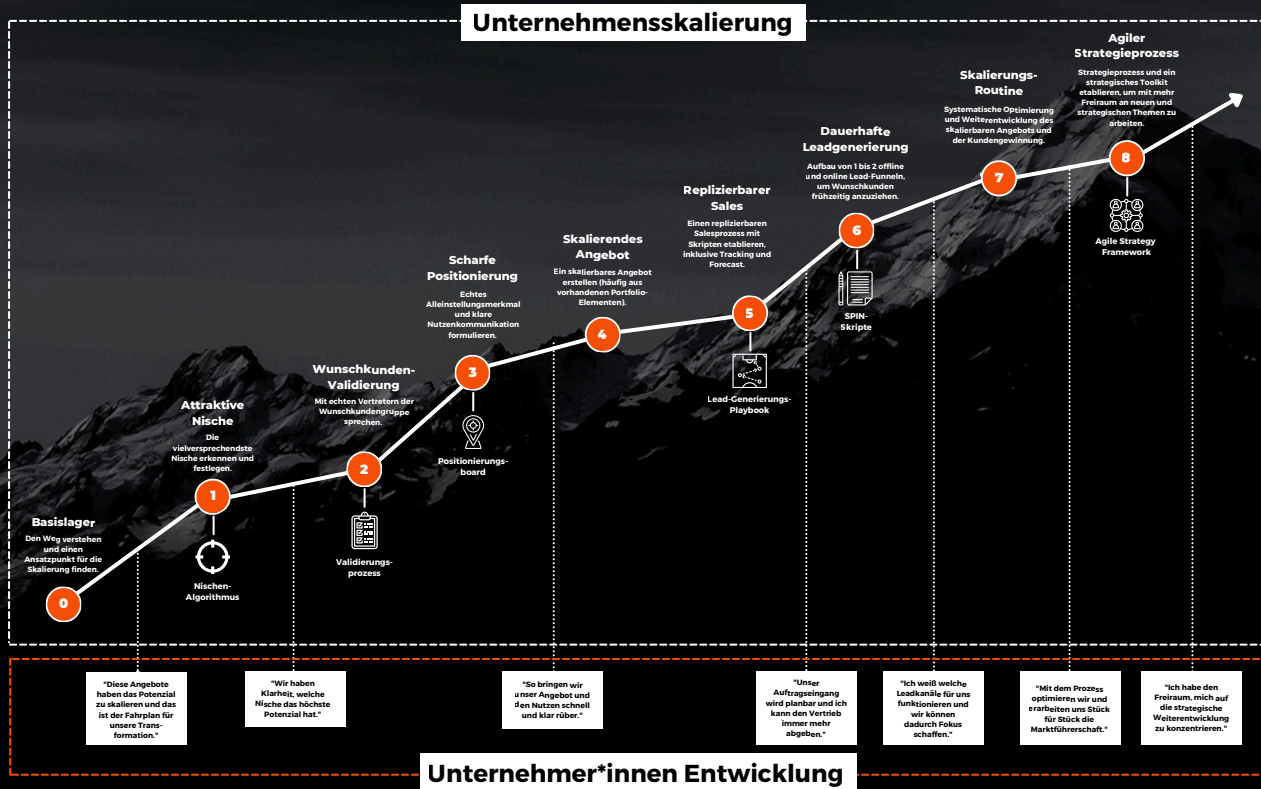 Unternehmensskalierung
Basislager
Den Weg verstehen
und einen
Ansatzpunkt für die
Skalierung finden.
0
Attraktive
Nische
Die
vielversprechendste
Nische erkennen und
festlegen.
1
Nischen-
Algorithmus
Wunschkunden-
Validierung
Mit echten Vertretern der
Wunschkundengruppe
sprechen.
2
Validierungs-
prozess
Scharfe
Positionierung
Echtes
Alleinstellungsmerkmal
und klare
Nutzenkommunikation
formulieren.
3
Positionierungs-
board
Skalierendes
Angebot
Ein skalierbares Angebot
erstellen (häufig aus
vorhandenen Portfolio-
Elementen).
4
Replizierbarer
Sales
Einen replizierbaren
Salesprozess mit
Skripten etablieren,
inklusive Tracking und
Forecast.
5
Lead-Generierungs-
Playbook
Dauerhafte
Leadgenerierung
Aufbau von 1 bis 2 offline
und online Lead-Funneln,
um Wunschkunden
frühzeitig anzuziehen.
6
SPIN-
Skripte
Skalierungs-
Routine
Systematische Optimierung
und Weiterentwicklung des
skalierbaren Angebots und
der Kundengewinnung.
7
Agiler
Strategieprozess
Strategieprozess und ein
strategisches Toolkit
etablieren, um mit mehr
Freiraum an neuen und
strategischen Themen zu
arbeiten.
8
Agile Strategy
Framework
"Diese Angebote
haben das Potenzial
zu skalieren und das
ist der Fahrplan für
unsere Trans-
formation."
"Wir haben
Klarheit, welche
Nische das höchste
Potenzial hat."
"So bringen wir
unser Angebot und
den Nutzen schnell
und klar rüber."
"Unser
Auftragseingang
wird planbar und ich
kann den Vertrieb
immer mehr
abgeben."
"Ich weiß welche
Leadkanäle für uns
funktionieren und
wir können
dadurch Fokus
schaffen."
"Mit dem Prozess
optimieren wir und
erarbeiten uns Stück
für Stück die
Marktführerschaft."
"Ich habe den
Freiraum, mich auf
die strategische
Weiterentwicklung
zu konzentrieren."
Unternehmer*innen Entwicklung